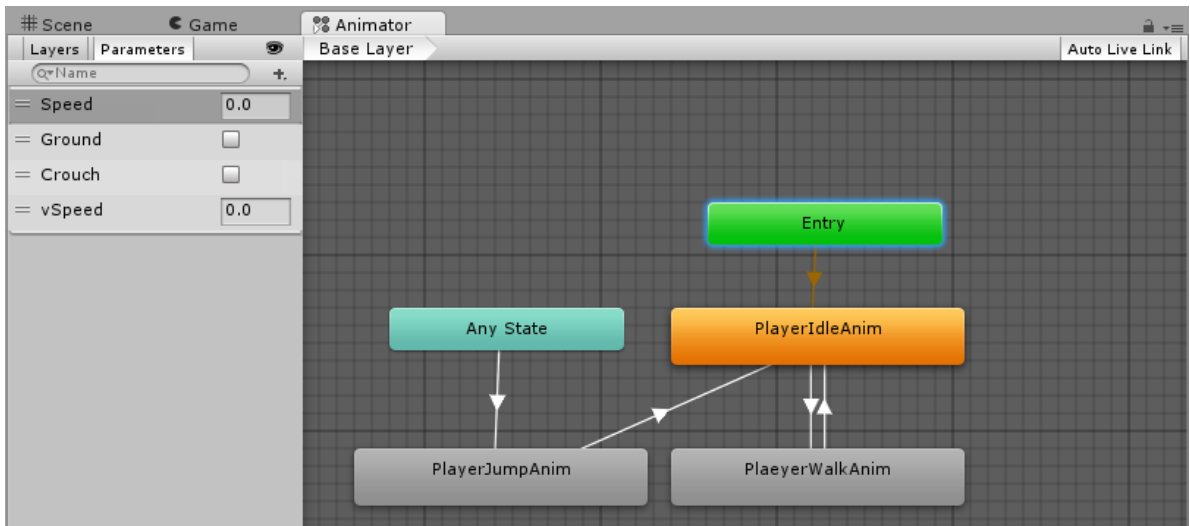 Scene Game Animator
Layers Parameters Base Layer Auto Live Link
Name
Speed 0.0
Ground
Crouch
vSpeed 0.0
Entry
Any State PlayerIdleAnim
PlayerJumpAnim PlaeyerWalkAnim